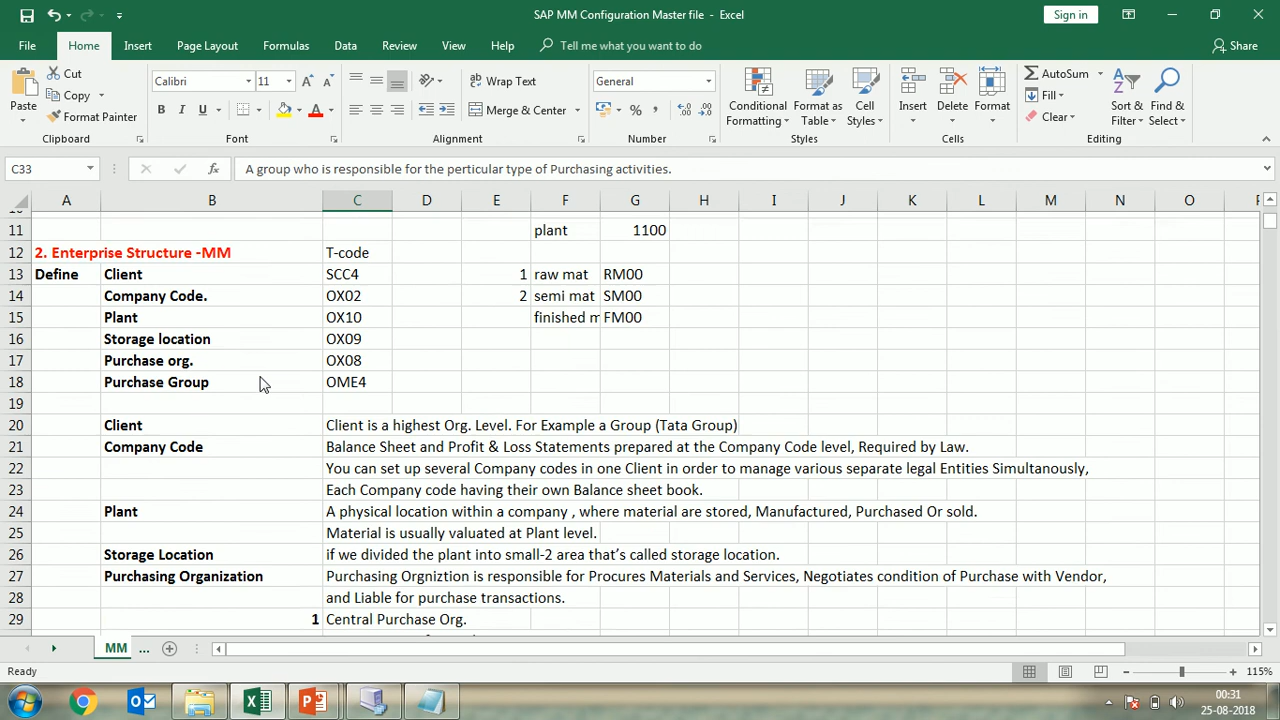 SAP MM Configuration Master file - Excel
Sign in
File Home Insert Page Layout Formulas Data Review View Help Tell me what you want to do Share
Paste
Cut
Copy
Format Painter
Clipboard
Calibri 11
B I U
Font
Wrap Text
Merge & Center
Alignment
General
%
Number
Conditional Formatting
Format as Table
Cell Styles
Styles
Insert Delete Format
Cells
AutoSum
Fill
Clear
Sort & Filter
Find & Select
Editing
C33 fx A group who is responsible for the perticular type of Purchasing activities.
A B C D E F G H I J K L M N O P
11 plant 1100
12 2. Enterprise Structure -MM T-code
13 Define Client SCC4 1 raw mat RM00
14 Company Code. OX02 2 semi mat SM00
15 Plant OX10 finished m FM00
16 Storage location OX09
17 Purchase org. OX08
18 Purchase Group OME4
19
20 Client Client is a highest Org. Level. For Example a Group (Tata Group)
21 Company Code Balance Sheet and Profit & Loss Statements prepared at the Company Code level, Required by Law.
22 You can set up several Company codes in one Client in order to manage various separate legal Entities Simultanously,
23 Each Company code having their own Balance sheet book.
24 Plant A physical location within a company , where material are stored, Manufactured, Purchased Or sold.
25 Material is usually valuated at Plant level.
26 Storage Location if we divided the plant into small-2 area that's called storage location.
27 Purchasing Organization Purchasing Orgniztion is responsible for Procures Materials and Services, Negotiates condition of Purchase with Vendor,
28 and Liable for purchase transactions.
29 1 Central Purchase Org.
MM ...
Ready
115%
00:31
25-08-2018